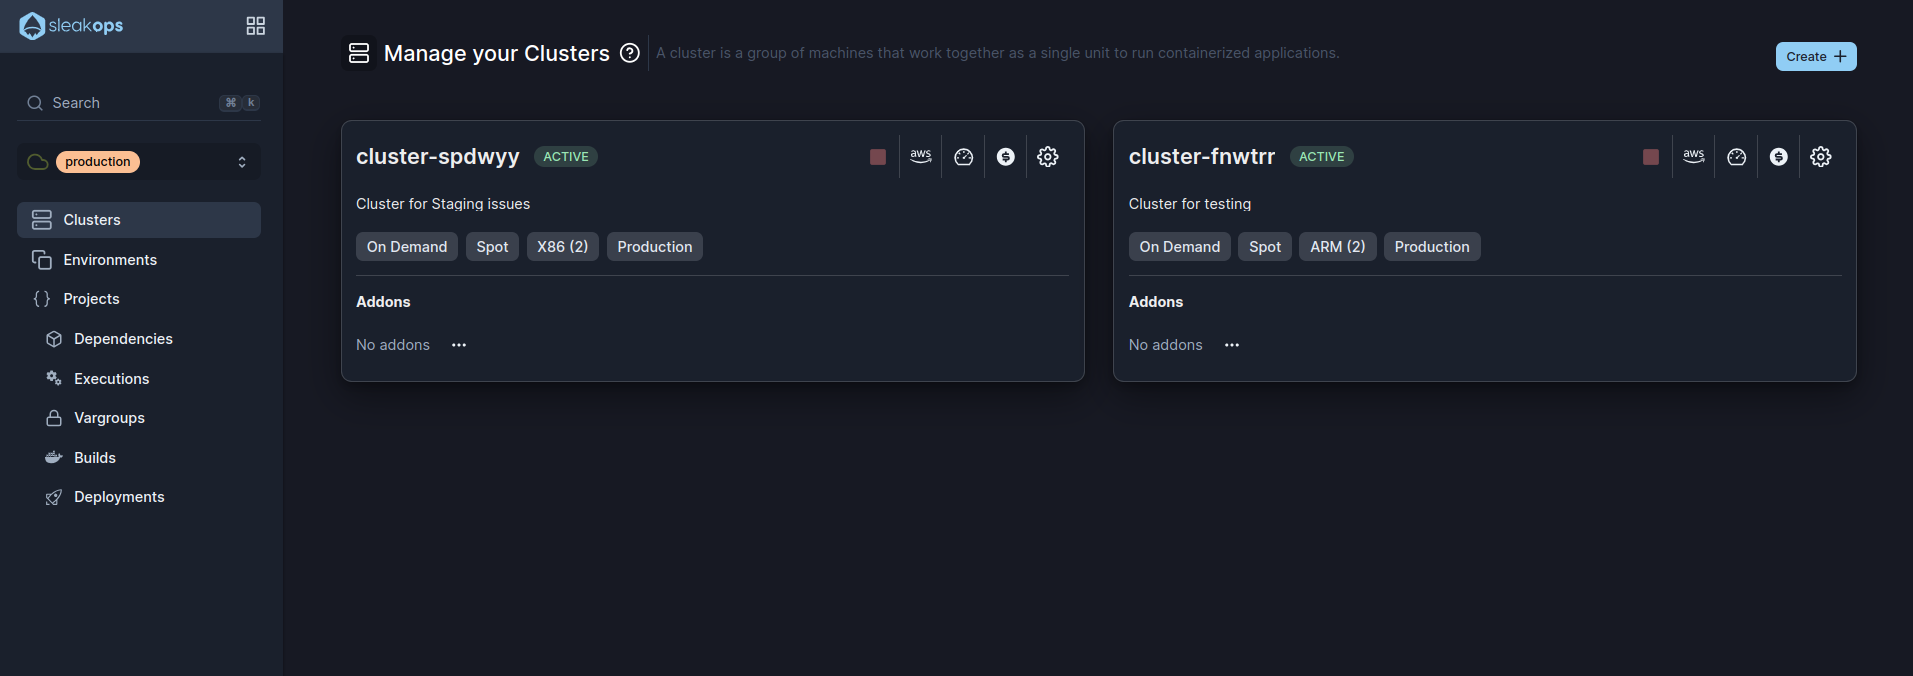 sleakops
Search ⌘ k
production
Clusters
Environments
Projects
Dependencies
Executions
Vargroups
Builds
Deployments
Manage your Clusters
A cluster is a group of machines that work together as a single unit to run containerized applications.
Create
cluster-spdwyy ACTIVE
aws
Cluster for Staging issues
On Demand Spot X86 (2) Production
Addons
No addons
cluster-fnwtrr ACTIVE
aws
Cluster for testing
On Demand Spot ARM (2) Production
Addons
No addons